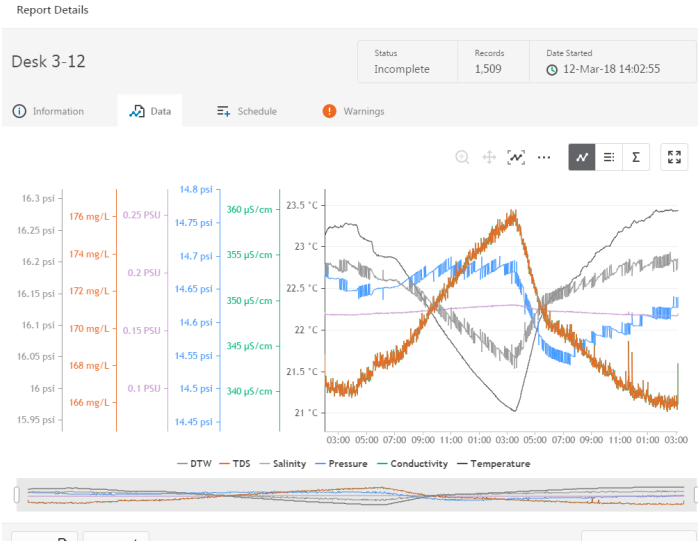 Report Details
Desk 3-12
Status
Incomplete
Records
1,509
Date Started
12-Mar-18 14:02:55
Information
Data
Schedule
Warnings
16.3 psi
16.25 psi
16.2 psi
16.15 psi
16.1 psi
16.05 psi
16 psi
15.95 psi
176 mg/L
174 mg/L
172 mg/L
170 mg/L
168 mg/L
166 mg/L
0.25 PSU
0.2 PSU
0.15 PSU
0.1 PSU
14.8 psi
14.75 psi
14.7 psi
14.65 psi
14.6 psi
14.55 psi
14.5 psi
14.45 psi
360 µS/cm
355 µS/cm
350 µS/cm
345 µS/cm
340 µS/cm
23.5 °C
23 °C
22.5 °C
22 °C
21.5 °C
21 °C
03:00 05:00 07:00 09:00 11:00 01:00 03:00 05:00 07:00 09:00 11:00 01:00 03:00
DTW TDS Salinity Pressure Conductivity Temperature